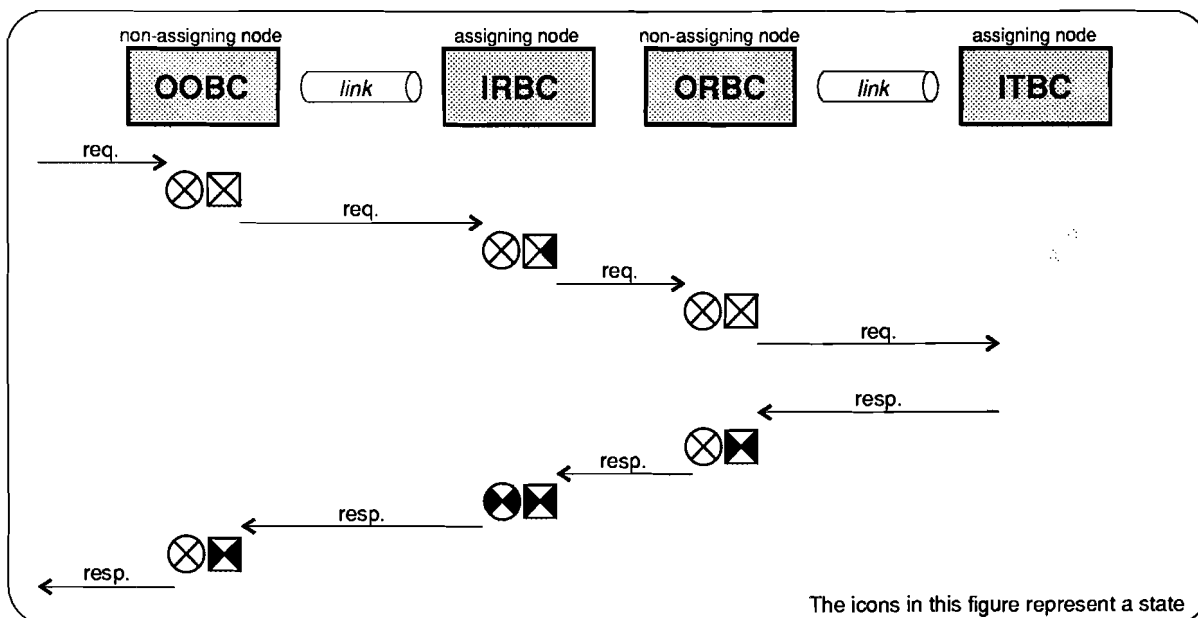 non-assigning node assigning node non-assigning node assigning node
OOBC link IRBC ORBC link ITBC
req.
req.
req.
req.
resp.
resp.
resp.
resp.
The icons in this figure represent a state